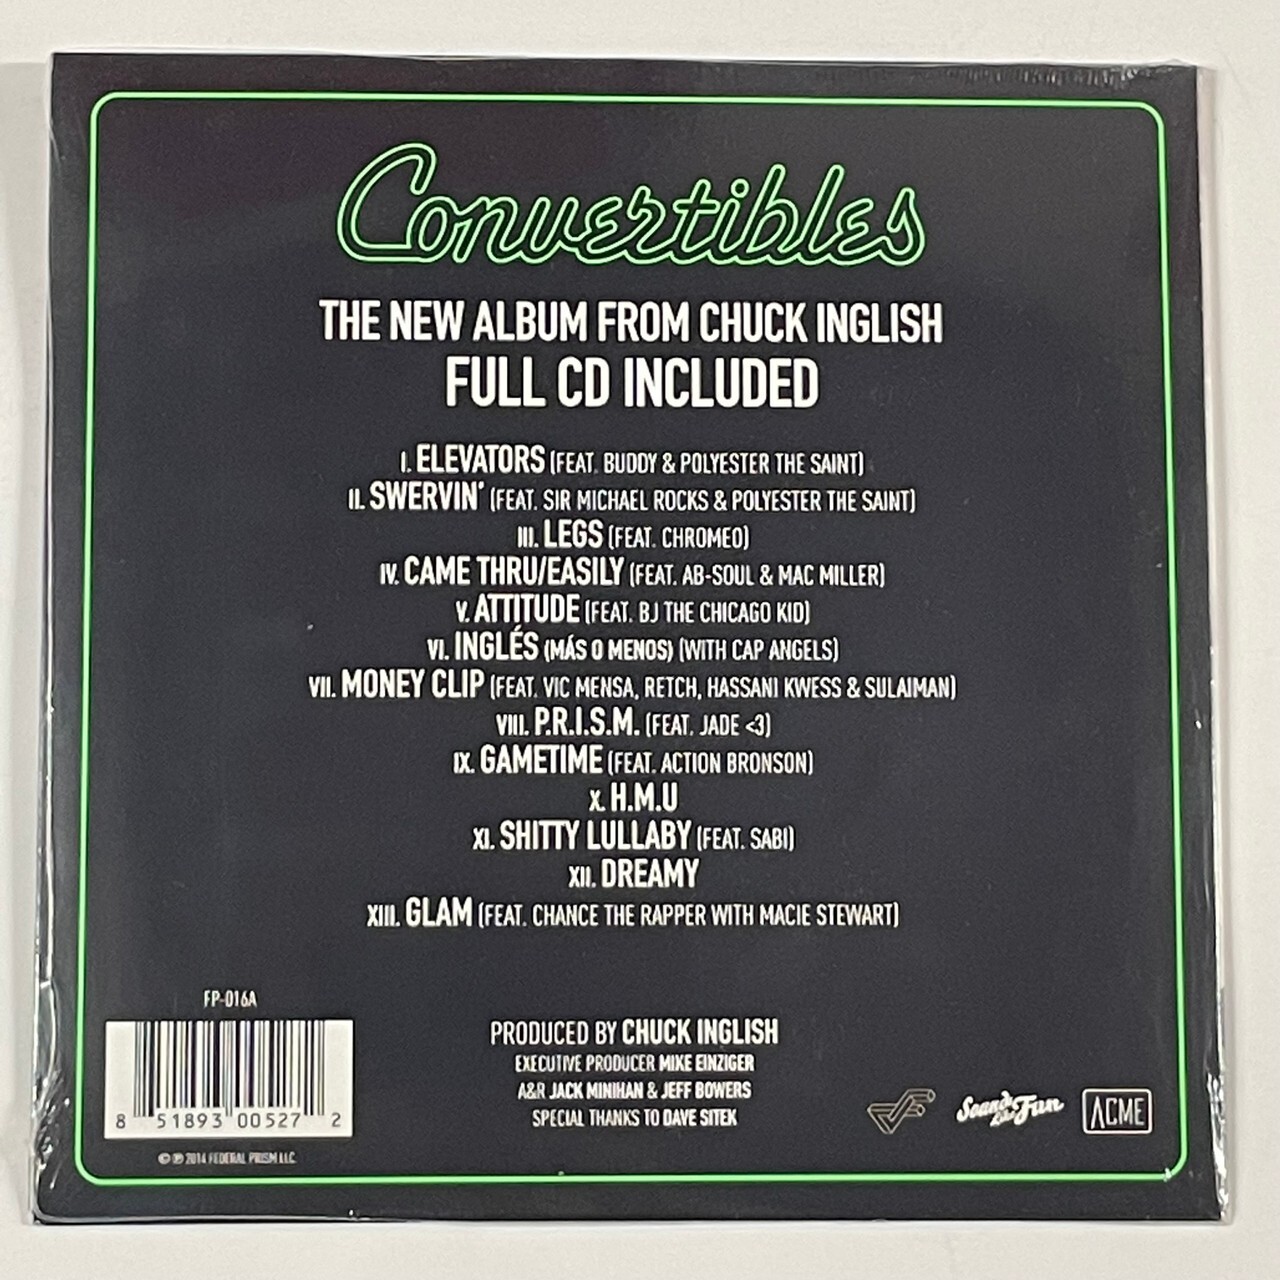 Convertibles
THE NEW ALBUM FROM CHUCK INGLISH
FULL CD INCLUDED
I. ELEVATORS (FEAT. BUDDY & POLYESTER THE SAINT)
II. SWERVIN' (FEAT. SIR MICHAEL ROCKS & POLYESTER THE SAINT)
III. LEGS (FEAT. CHROMEO)
IV. CAME THRU/EASILY (FEAT. AB-SOUL & MAC MILLER)
V. ATTITUDE (FEAT. BJ THE CHICAGO KID)
VI. INGLÉS (MÁS O MENOS) (WITH CAP ANGELS)
VII. MONEY CLIP (FEAT. VIC MENSA, RETCH, HASSANI KWESS & SULAIMAN)
VIII. P.R.I.S.M. (FEAT. JADE <3)
IX. GAMETIME (FEAT. ACTION BRONSON)
X. H.M.U
XI. SHITTY LULLABY (FEAT. SABI)
XII. DREAMY
XIII. GLAM (FEAT. CHANCE THE RAPPER WITH MACIE STEWART)
FP-016A
8 51893 00527 2
© ℗ 2014 FEDERAL PRISM LLC.
PRODUCED BY CHUCK INGLISH
EXECUTIVE PRODUCER MIKE EINZIGER
A&R JACK MINIHAN & JEFF BOWERS
SPECIAL THANKS TO DAVE SITEK
Sounds Like Fun
ACME